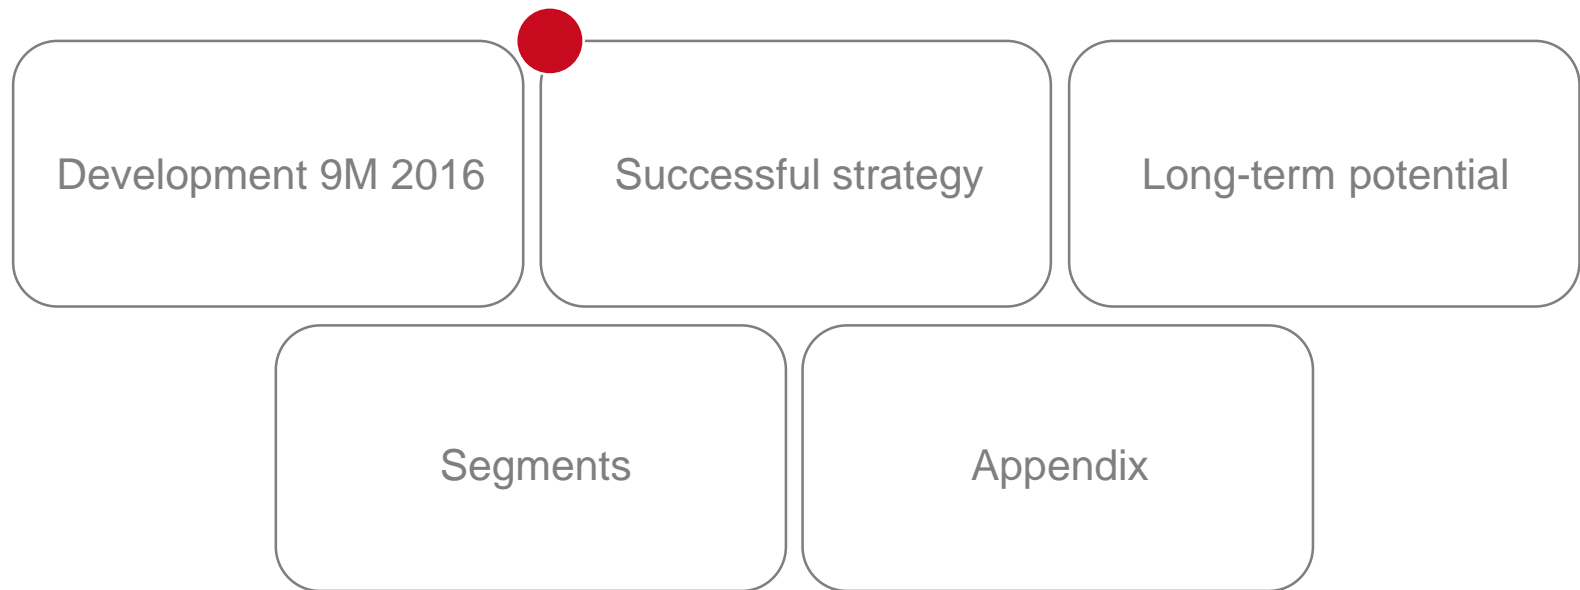 Development 9M 2016
Successful strategy
Long-term potential
Segments
Appendix